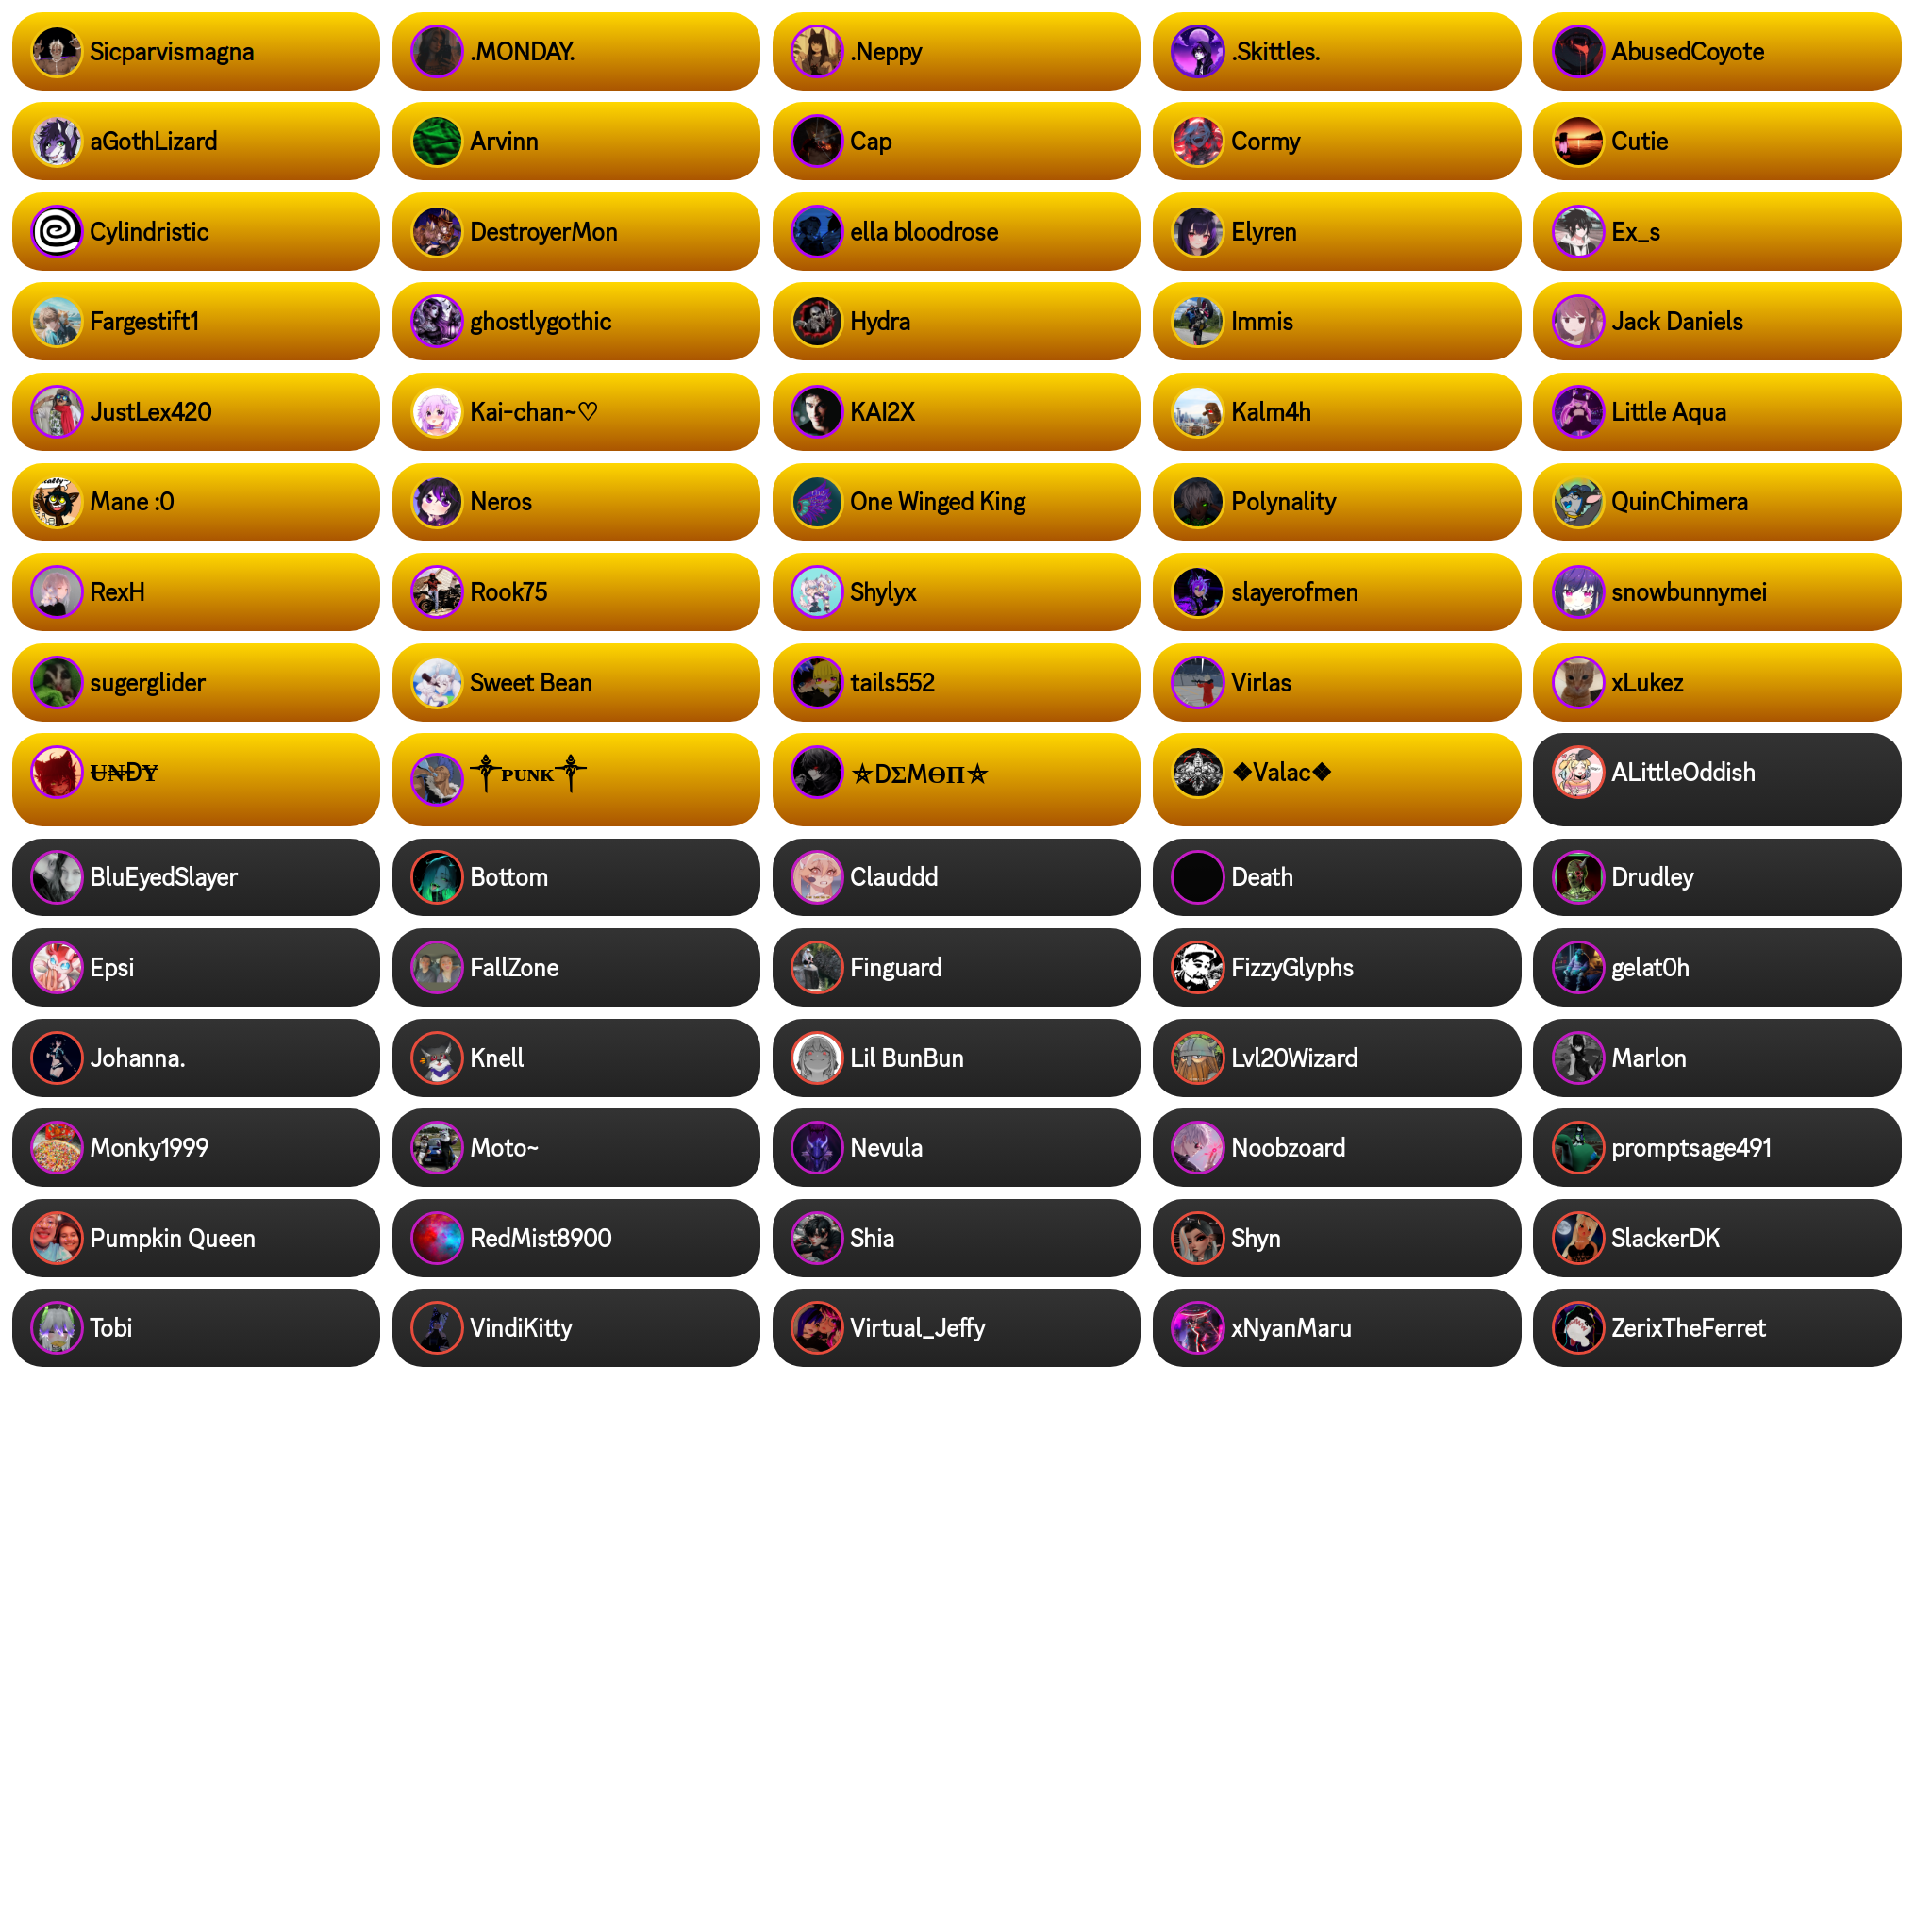 Sicparvismagna
.MONDAY.
.Neppy
.Skittles.
AbusedCoyote
aGothLizard
Arvinn
Cap
Cormy
Cutie
Cylindristic
DestroyerMon
ella bloodrose
Elyren
Ex_s
Fargestift1
ghostlygothic
Hydra
Immis
Jack Daniels
JustLex420
Kai-chan~♡
KAI2X
Kalm4h
Little Aqua
Mane :0
Neros
One Winged King
Polynality
QuinChimera
RexH
Rook75
Shylyx
slayerofmen
snowbunnymei
sugerglider
Sweet Bean
tails552
Virlas
xLukez
U̶N̶ĐY̶
༒ᴘᴜɴᴋ༒
⛤DΣMӨΠ⛤
❖Valac❖
ALittleOddish
BluEyedSlayer
Bottom
Clauddd
Death
Drudley
Epsi
FallZone
Finguard
FizzyGlyphs
gelat0h
Johanna.
Knell
Lil BunBun
Lvl20Wizard
Marlon
Monky1999
Moto~
Nevula
Noobzoard
promptsage491
Pumpkin Queen
RedMist8900
Shia
Shyn
SlackerDK
Tobi
VindiKitty
Virtual_Jeffy
xNyanMaru
ZerixTheFerret